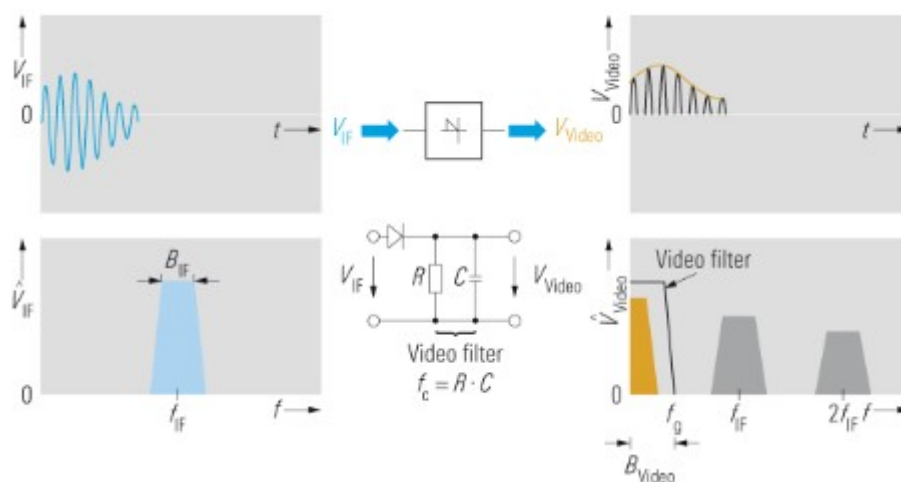 V_IF
0
t
V_IF
V_Video
V_Video
0
t
V̂_IF
B_IF
0
f_IF
f
V_IF
R
C
V_Video
Video filter
f_c = R · C
V̂_Video
Video filter
0
f_g
f_IF
2f_IF
f
B_Video